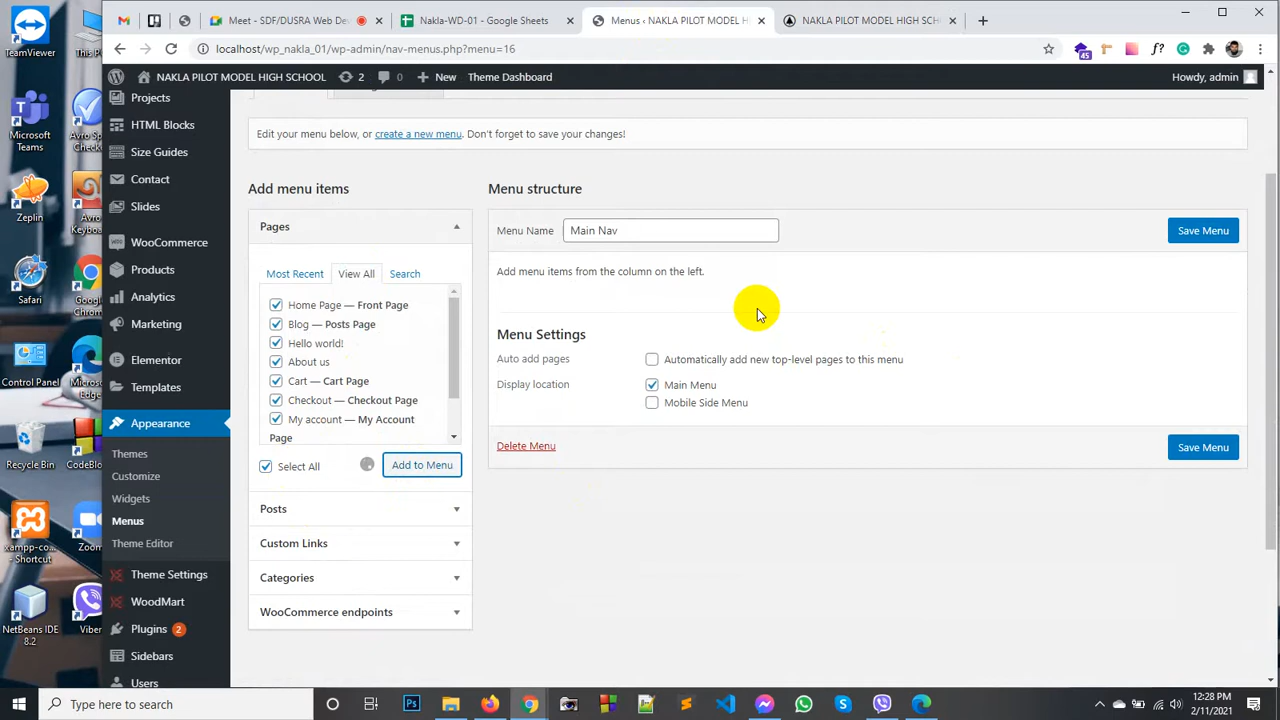 TeamViewer
This P
Microsoft
Teams
Avro Sp
Check
Zeplin
Avro
Safari
Google
Chro
Control Panel
Micros
Edge
Recycle Bin
CodeBlo
xampp-co...
- Shortcut
Zoom
NetBeans IDE
8.2
Viber
Meet - SDF/DUSRA Web De
Nakla-WD-01 - Google Sheets
Menus ‹ NAKLA PILOT MODEL H
NAKLA PILOT MODEL HIGH SCH
localhost/wp_nakla_01/wp-admin/nav-menus.php?menu=16
45
f?
NAKLA PILOT MODEL HIGH SCHOOL
2
0
New
Theme Dashboard
Howdy, admin
Projects
HTML Blocks
Size Guides
Contact
Slides
WooCommerce
Products
Analytics
Marketing
Elementor
Templates
Appearance
Themes
Customize
Widgets
Menus
Theme Editor
Theme Settings
WoodMart
Plugins 2
Sidebars
Users
Edit your menu below, or create a new menu. Don't forget to save your changes!
Add menu items
Pages
Most Recent
View All
Search
Home Page — Front Page
Blog — Posts Page
Hello world!
About us
Cart — Cart Page
Checkout — Checkout Page
My account — My Account
Page
Select All
Add to Menu
Posts
Custom Links
Categories
WooCommerce endpoints
Menu structure
Menu Name
Main Nav
Save Menu
Add menu items from the column on the left.
Menu Settings
Auto add pages
Automatically add new top-level pages to this menu
Display location
Main Menu
Mobile Side Menu
Delete Menu
Save Menu
Type here to search
Ps
12:28 PM
2/11/2021